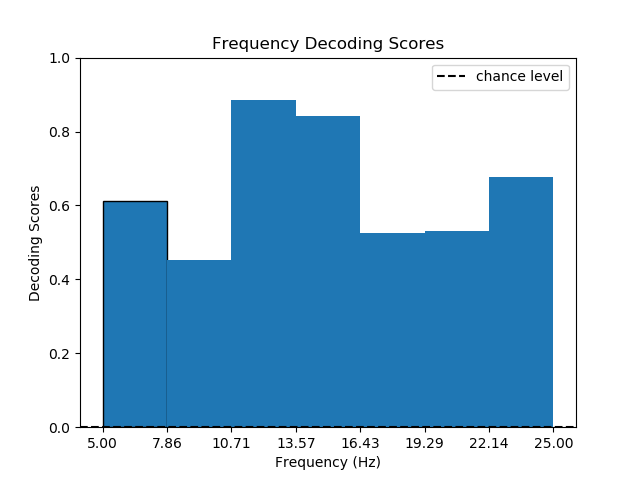 Frequency Decoding Scores
chance level
1.0
0.8
0.6
0.4
0.2
0.0
Decoding Scores
5.00 7.86 10.71 13.57 16.43 19.29 22.14 25.00
Frequency (Hz)